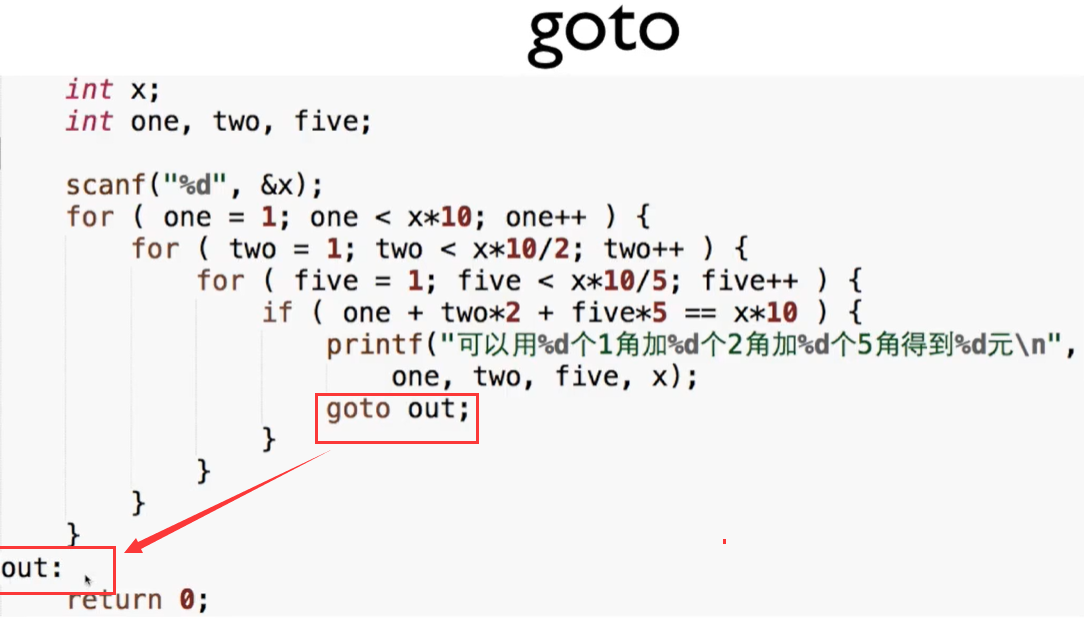 goto
int x;
int one, two, five;
scanf("%d", &x);
for ( one = 1; one < x*10; one++ ) {
for ( two = 1; two < x*10/2; two++ ) {
for ( five = 1; five < x*10/5; five++ ) {
if ( one + two*2 + five*5 == x*10 ) {
printf("可以用%d个1角加%d个2角加%d个5角得到%d元\n",
one, two, five, x);
goto out;
}
}
}
}
out:
return 0;